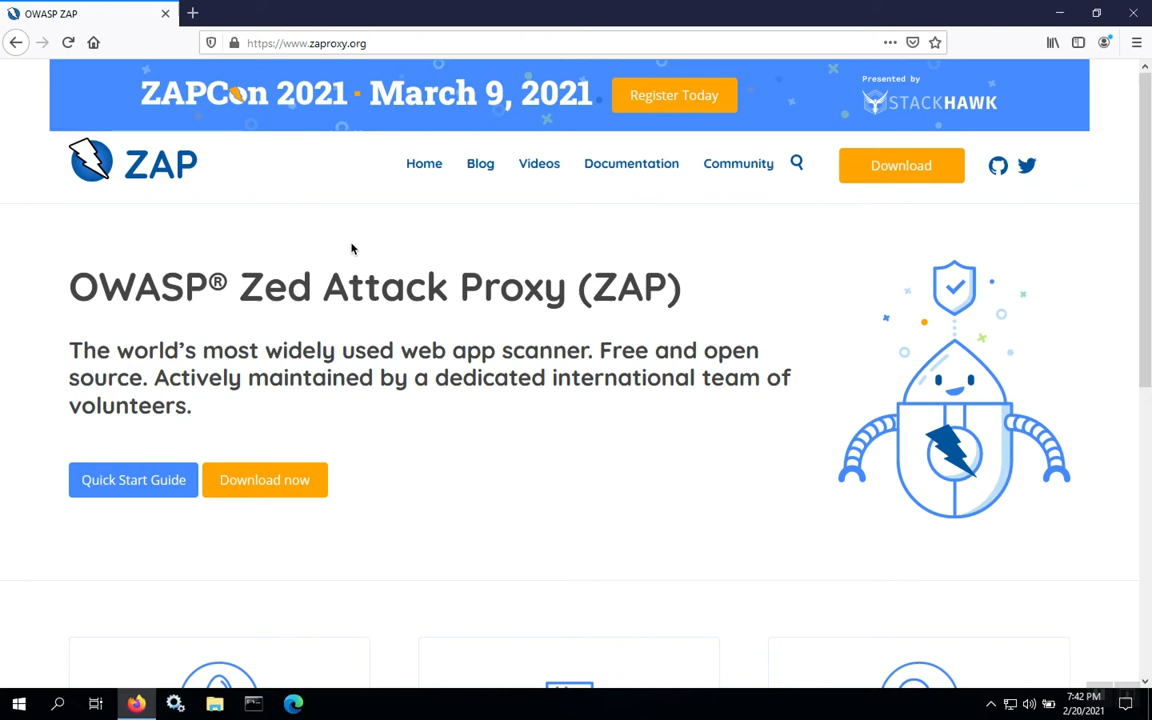 OWASP ZAP
https://www.zaproxy.org
ZAPCon 2021 March 9, 2021
Register Today
Presented by
STACKHAWK
ZAP
Home
Blog
Videos
Documentation
Community
Download
OWASP® Zed Attack Proxy (ZAP)
The world's most widely used web app scanner. Free and open
source. Actively maintained by a dedicated international team of
volunteers.
Quick Start Guide
Download now
7:42 PM
2/20/2021